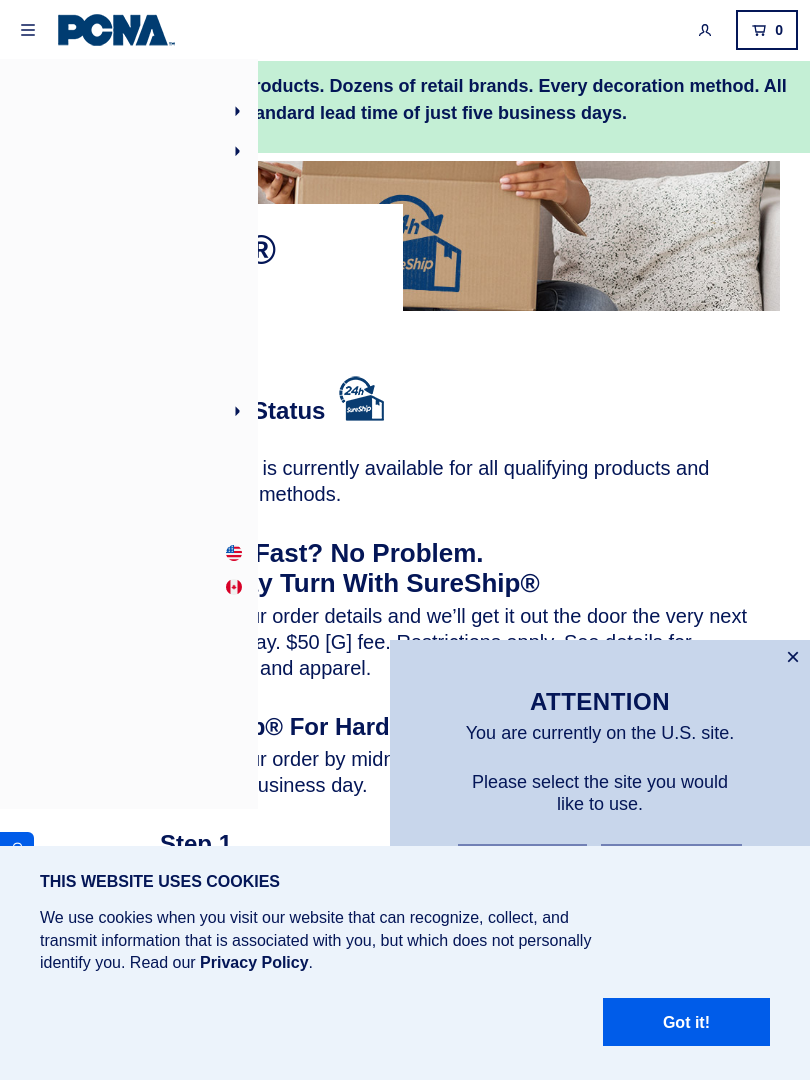 PCNA
0
roducts. Dozens of retail brands. Every decoration method. All
andard lead time of just five business days.
®
Status
24h
SureShip
is currently available for all qualifying products and
methods.
Fast? No Problem.
y Turn With SureShip®
ur order details and we’ll get it out the door the very next
ay. $50 [G] fee. Restrictions apply. See details for
and apparel.
p® For Hard
ur order by midn
usiness day.
Step 1
ATTENTION
You are currently on the U.S. site.
Please select the site you would
like to use.
THIS WEBSITE USES COOKIES
We use cookies when you visit our website that can recognize, collect, and
transmit information that is associated with you, but which does not personally
identify you. Read our Privacy Policy.
Got it!